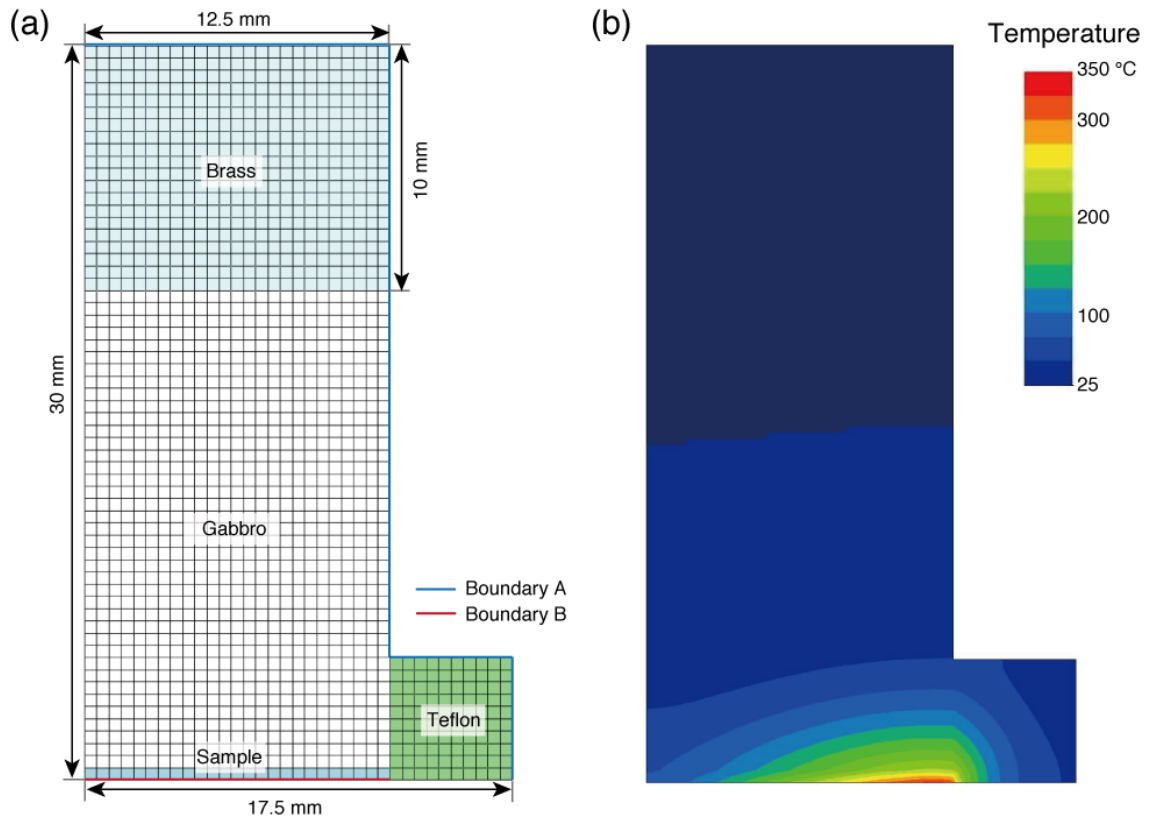 (a)
12.5 mm
Brass
10 mm
30 mm
Gabbro
Boundary A
Boundary B
Teflon
Sample
17.5 mm
(b)
Temperature
350 °C
300
200
100
25